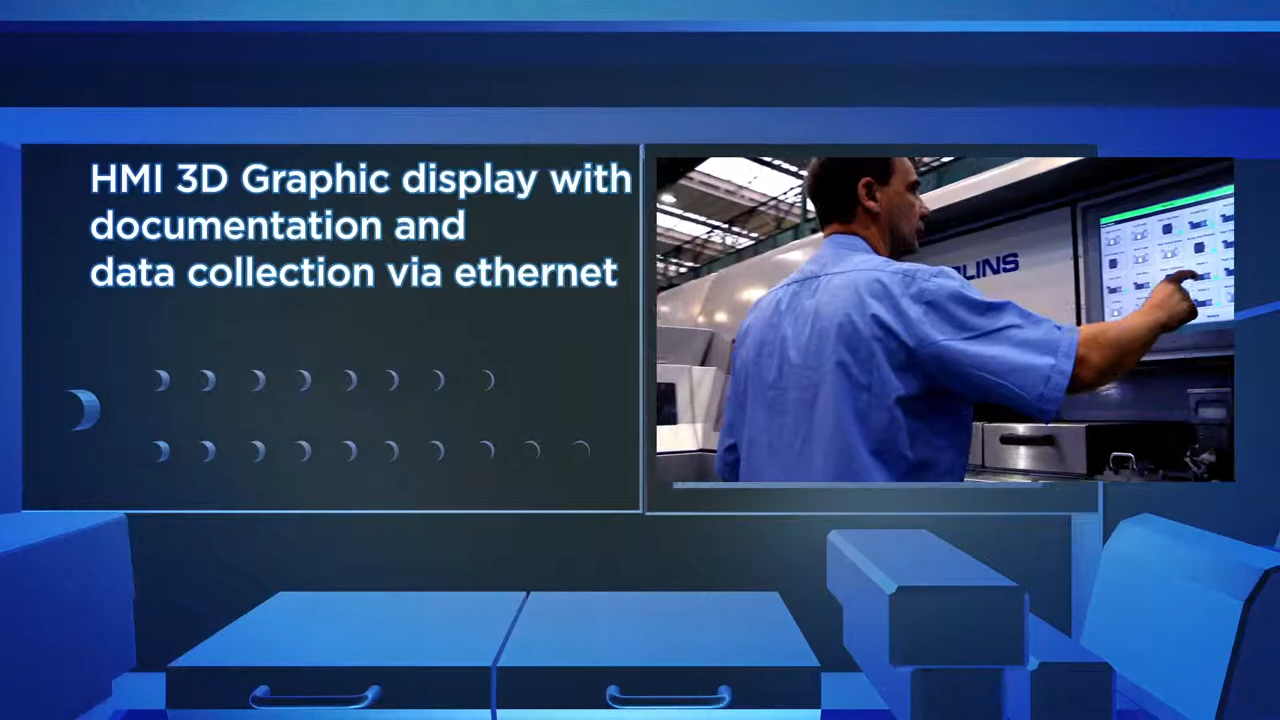 HMI 3D Graphic display with
documentation and
data collection via ethernet